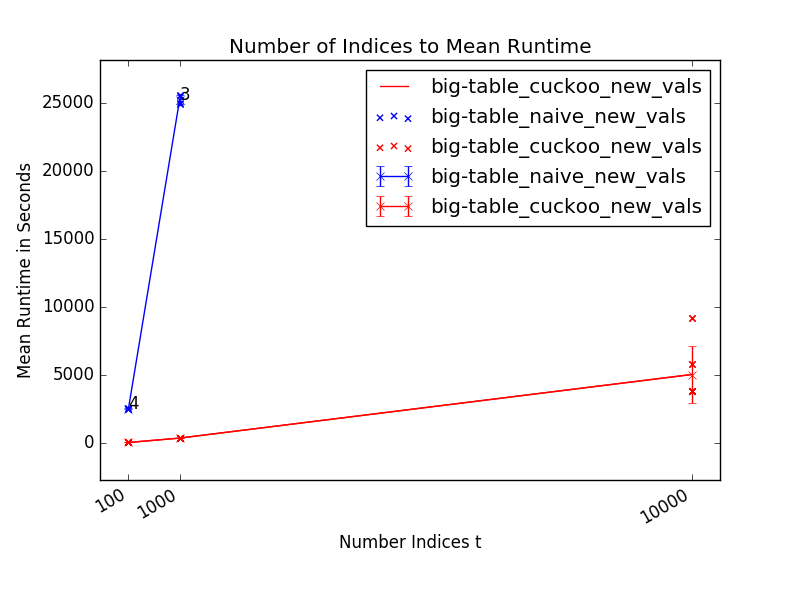 Number of Indices to Mean Runtime
big-table_cuckoo_new_vals
big-table_naive_new_vals
big-table_cuckoo_new_vals
big-table_naive_new_vals
big-table_cuckoo_new_vals
Mean Runtime in Seconds
25000
20000
15000
10000
5000
0
3
4
100
1000
10000
Number Indices t